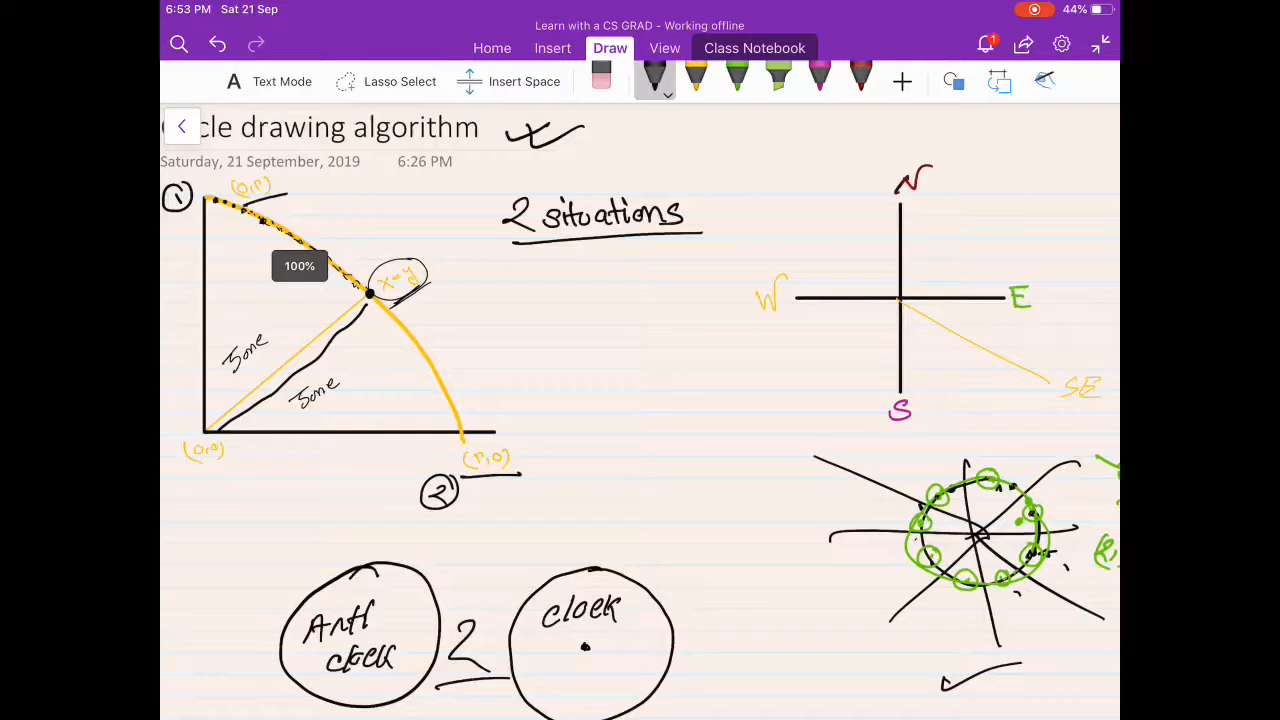 6:53 PM Sat 21 Sep
44%
Learn with a CS GRAD - Working offline
Home Insert Draw View Class Notebook
1
A Text Mode Lasso Select Insert Space
cle drawing algorithm
Saturday, 21 September, 2019 6:26 PM
1
(0,r)
2 situations
100%
x=y
Zone
Zone
(0,0)
(r,0)
2
N
W
E
S
SE
Anti
clock
2
clock